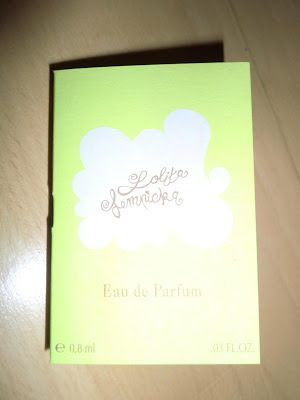 Lolita
Lempicka
Eau de Parfum
e 0,8 ml .03 FL.OZ.